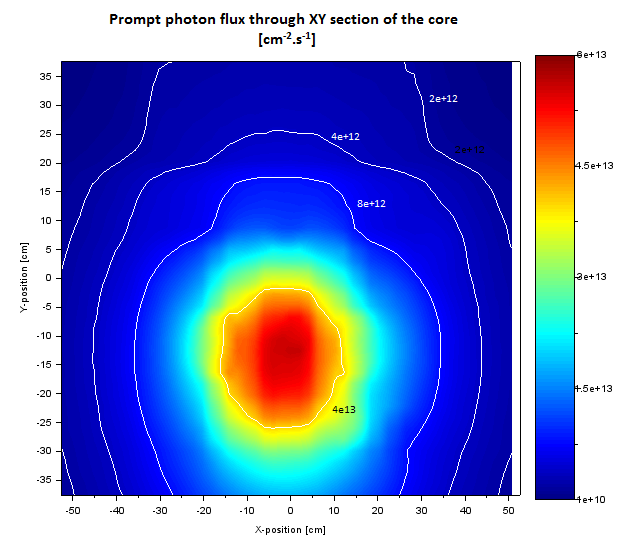 Prompt photon flux through XY section of the core
[cm-2.s-1]
35
30
25
20
15
10
5
0
-5
-10
-15
-20
-25
-30
-35
Y-position [cm]
2e+12
4e+12
2e+12
8e+12
4e13
-50
-40
-30
-20
-10
0
10
20
30
40
50
X-position [cm]
6e+13
4.5e+13
3e+13
1.5e+13
1e+10